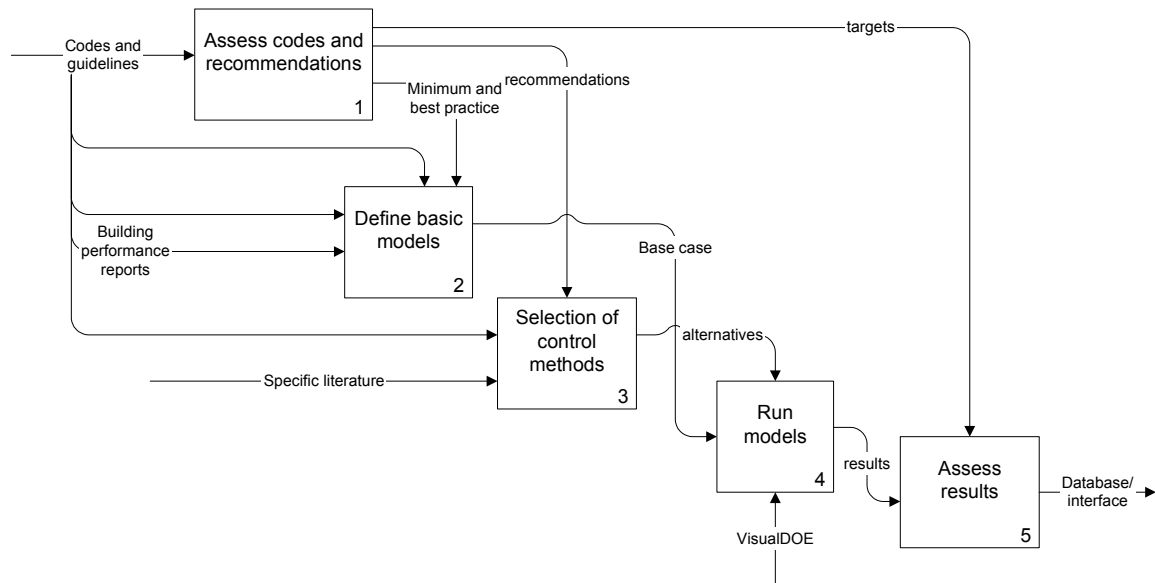 targets
Codes and
guidelines
Assess codes and
recommendations
1
recommendations
Minimum and
best practice
Define basic
models
2
Building
performance
reports
Base case
Selection of
control
methods
3
alternatives
Specific literature
Run
models
4
results
Assess
results
5
Database/
interface
VisualDOE